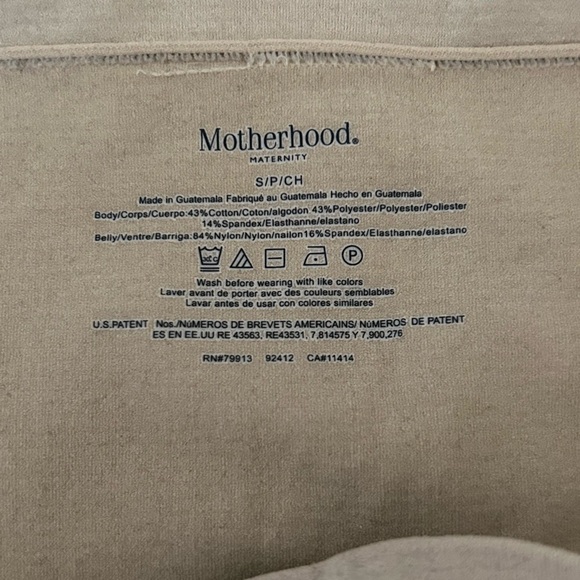 Motherhood®
MATERNITY
S/P/CH
Made in Guatemala Fabriqué au Guatemala Hecho en Guatemala
Body/Corps/Cuerpo:43%Cotton/Coton/algodon 43%Polyester/Polyester/Poliester
14%Spandex/Elasthanne/elastano
Belly/Ventre/Barriga:84%Nylon/Nylon/nailon16%Spandex/Elasthanne/elastano
P
Wash before wearing with like colors
Laver avant de porter avec des couleurs semblables
Lavar antes de usar con colores similares
U.S.PATENT Nos./NúMEROS DE BREVETS AMERICAINS/ NúMEROS DE PATENT
ES EN EE.UU RE 43563, RE43531, 7,814575 Y 7,900,276
RN#79913 92412 CA#11414